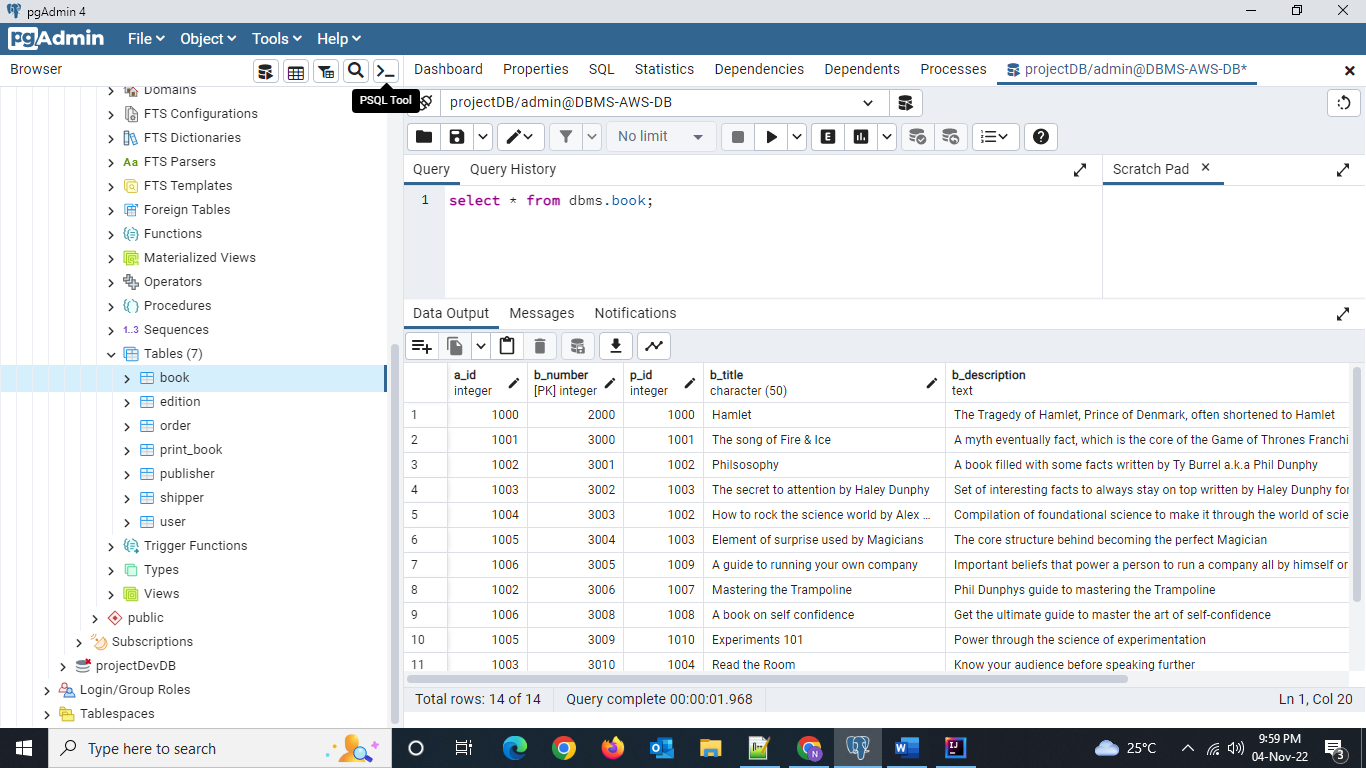 pgAdmin 4
pgAdmin File Object Tools Help
Browser
Dashboard Properties SQL Statistics Dependencies Dependents Processes projectDB/admin@DBMS-AWS-DB*
PSQL Tool
projectDB/admin@DBMS-AWS-DB
No limit
E
Query Query History
Scratch Pad
1 select * from dbms.book;
Domains
FTS Configurations
FTS Dictionaries
Aa FTS Parsers
FTS Templates
Foreign Tables
Functions
Materialized Views
Operators
Procedures
1..3 Sequences
Tables (7)
book
edition
order
print_book
publisher
shipper
user
Trigger Functions
Types
Views
public
Subscriptions
projectDevDB
Login/Group Roles
Tablespaces
Data Output Messages Notifications
a_id b_number p_id b_title b_description
integer [PK] integer integer character (50) text
1 1000 2000 1000 Hamlet The Tragedy of Hamlet, Prince of Denmark, often shortened to Hamlet
2 1001 3000 1001 The song of Fire & Ice A myth eventually fact, which is the core of the Game of Thrones Franchi
3 1002 3001 1002 Philsosophy A book filled with some facts written by Ty Burrel a.k.a Phil Dunphy
4 1003 3002 1003 The secret to attention by Haley Dunphy Set of interesting facts to always stay on top written by Haley Dunphy for
5 1004 3003 1002 How to rock the science world by Alex ... Compilation of foundational science to make it through the world of scie
6 1005 3004 1003 Element of surprise used by Magicians The core structure behind becoming the perfect Magician
7 1006 3005 1009 A guide to running your own company Important beliefs that power a person to run a company all by himself or
8 1002 3006 1007 Mastering the Trampoline Phil Dunphys guide to mastering the Trampoline
9 1006 3008 1008 A book on self confidence Get the ultimate guide to master the art of self-confidence
10 1005 3009 1010 Experiments 101 Power through the science of experimentation
11 1003 3010 1004 Read the Room Know your audience before speaking further
Total rows: 14 of 14 Query complete 00:00:01.968 Ln 1, Col 20
Type here to search
N
W
IJ
25°C
9:59 PM
04-Nov-22
3